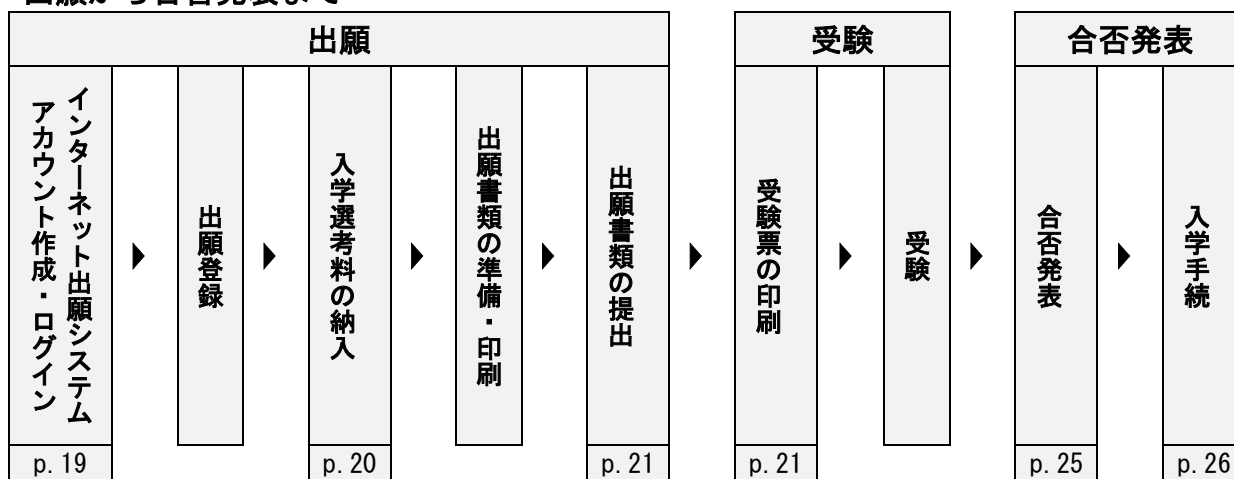 出願から合否発表まで
出願
受験
合否発表
インターネット出願システム
アカウント作成・ログイン
出願登録
入学選考料の納入
出願書類の準備・印刷
出願書類の提出
受験票の印刷
受験
合否発表
入学手続
p. 19
p. 20
p. 21
p. 21
p. 25
p. 26